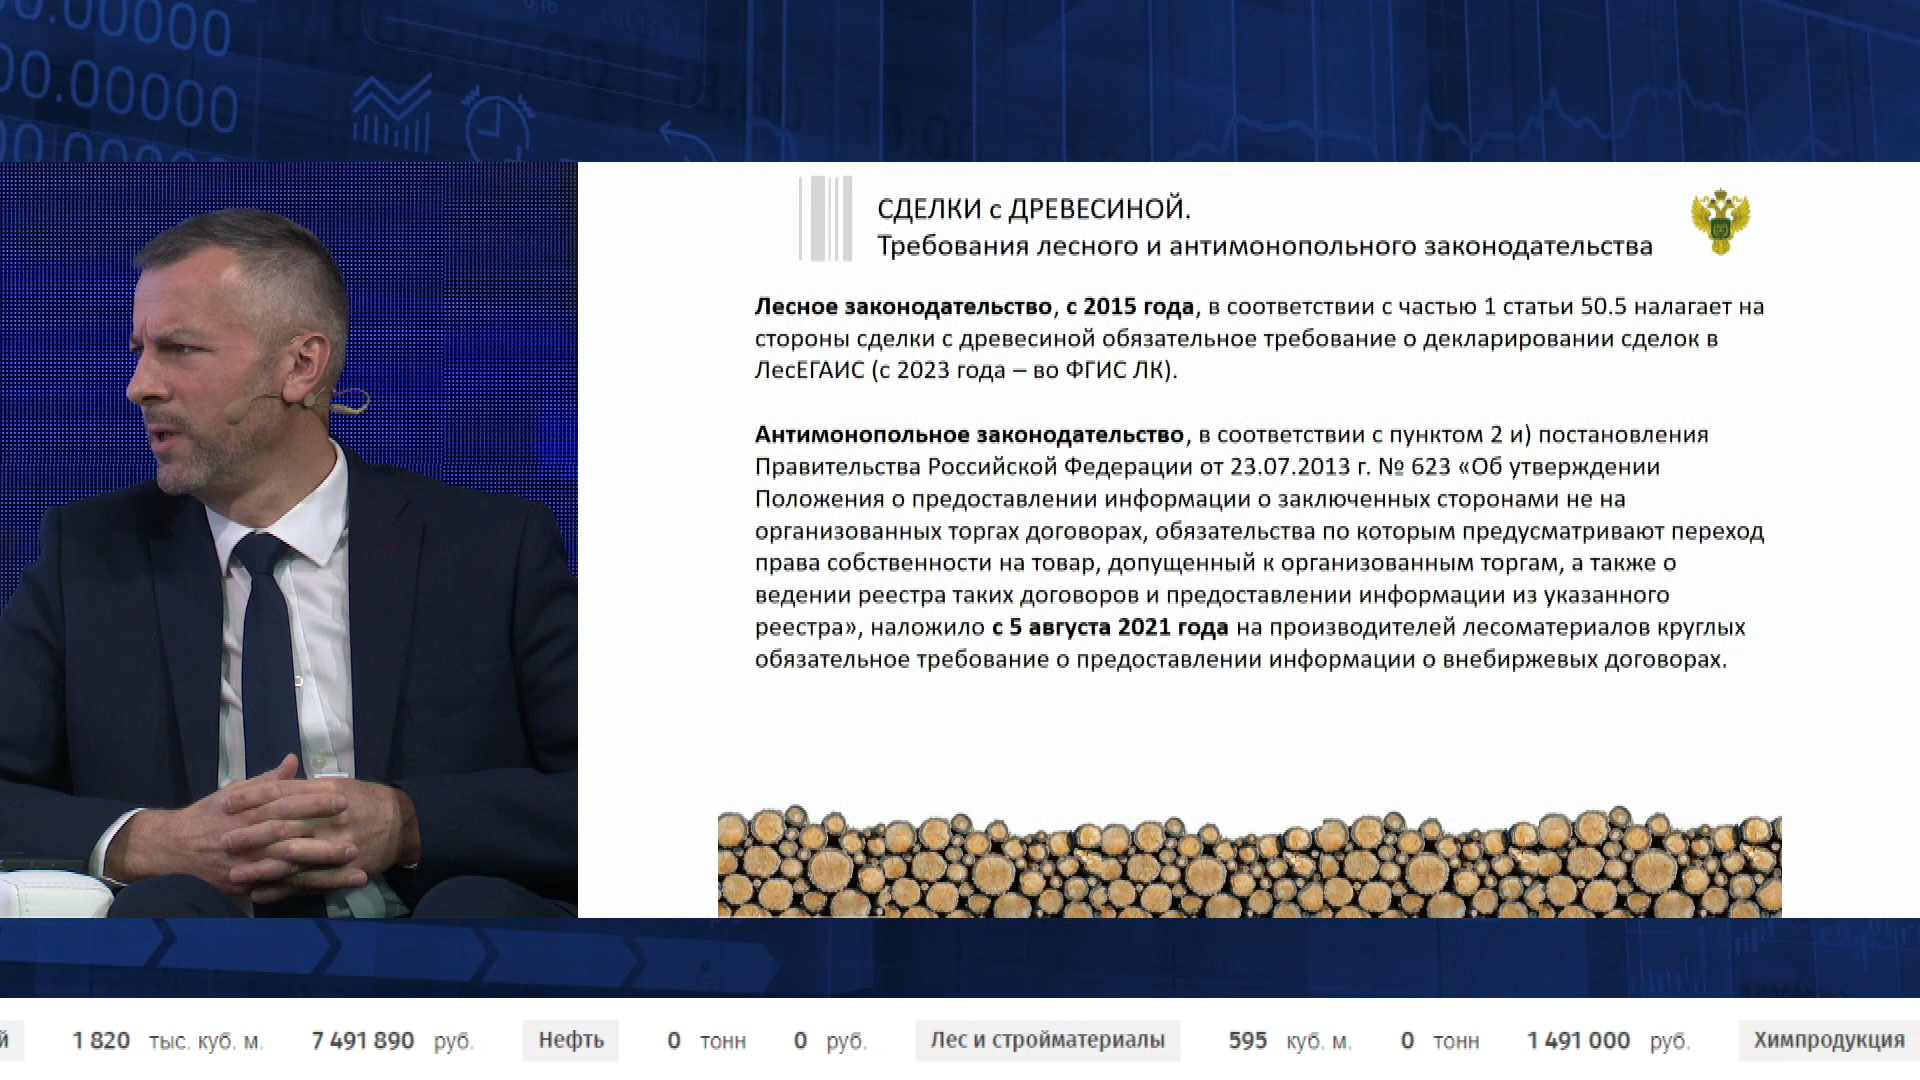 00.00000
00.00000
СДЕЛКИ с ДРЕВЕСИНОЙ.
Требования лесного и антимонопольного законодательства
Лесное законодательство, с 2015 года, в соответствии с частью 1 статьи 50.5 налагает на
стороны сделки с древесиной обязательное требование о декларировании сделок в
ЛесЕГАИС (с 2023 года – во ФГИС ЛК).
Антимонопольное законодательство, в соответствии с пунктом 2 и) постановления
Правительства Российской Федерации от 23.07.2013 г. № 623 «Об утверждении
Положения о предоставлении информации о заключенных сторонами не на
организованных торгах договорах, обязательства по которым предусматривают переход
права собственности на товар, допущенный к организованным торгам, а также о
ведении реестра таких договоров и предоставлении информации из указанного
реестра», наложило с 5 августа 2021 года на производителей лесоматериалов круглых
обязательное требование о предоставлении информации о внебиржевых договорах.
й 1 820 тыс. куб. м. 7 491 890 руб. Нефть 0 тонн 0 руб. Лес и стройматериалы 595 куб. м. 0 тонн 1 491 000 руб. Химпродукция